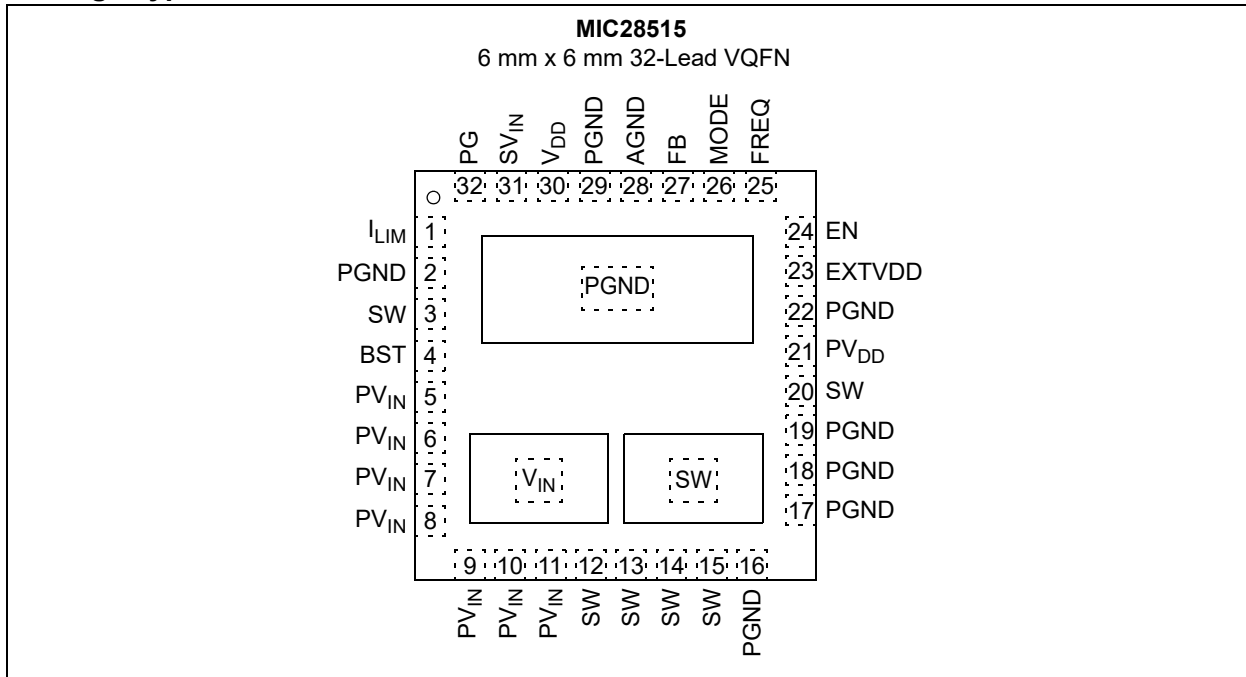 MIC28515
6 mm x 6 mm 32-Lead VQFN
PG SVIN VDD PGND AGND FB MODE FREQ
32 31 30 29 28 27 26 25
ILIM 1
PGND 2
SW 3
BST 4
PVIN 5
PVIN 6
PVIN 7
PVIN 8
24 EN
23 EXTVDD
22 PGND
21 PVDD
20 SW
19 PGND
18 PGND
17 PGND
PGND
VIN
SW
9 10 11 12 13 14 15 16
PVIN PVIN PVIN SW SW SW SW PGND